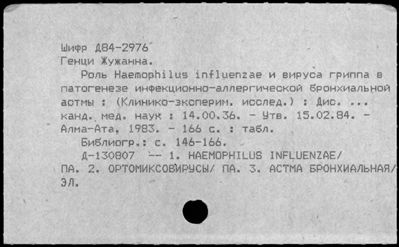 Шифр Д84-2976
Генци Жужанна.
Роль Haemophilus influenzae и вируса гриппа в
патогенезе инфекционно-аллергической бронхиальной
астмы : (Клинико-эксперим. исслед.) : Дис. ...
канд. мед. наук : 14.00.36. - Утв. 15.02.84. -
Алма-Ата, 1983. - 166 с. : табл.
Библиогр.: с. 146-166.
Д-130807 -- 1. HAEMOPHILUS INFLUENZAE/
ПА. 2. ОРТОМИКСОВИРУСЫ/ ПА. 3. АСТМА БРОНХИАЛЬНАЯ/
ЭЛ.